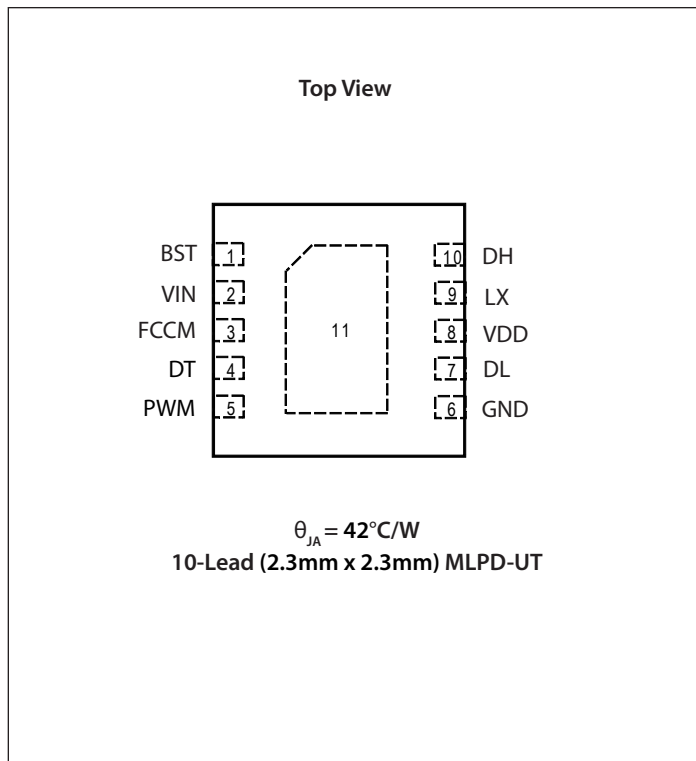 Top View
BST 1 10 DH
VIN 2 9 LX
FCCM 3 11 8 VDD
DT 4 7 DL
PWM 5 6 GND
θJA = 42°C/W
10-Lead (2.3mm x 2.3mm) MLPD-UT